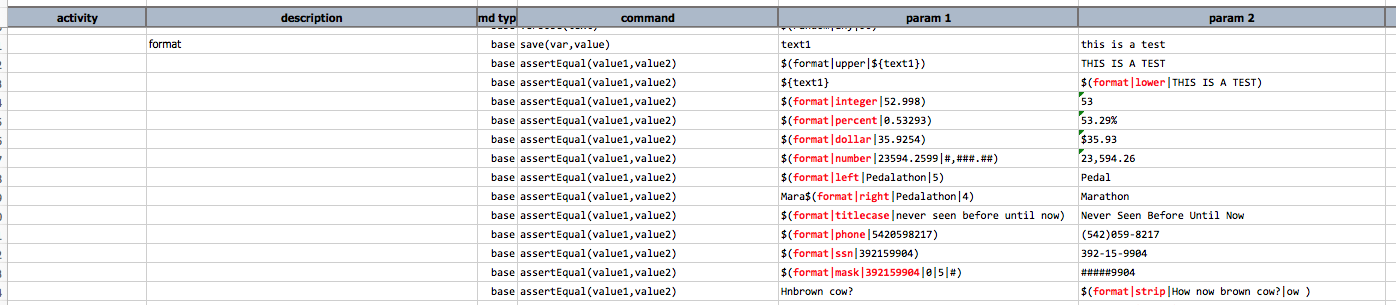 activity description md typ command param 1 param 2
format base save(var,value) text1 this is a test
base assertEqual(value1,value2) $(format|upper|${text1}) THIS IS A TEST
base assertEqual(value1,value2) ${text1} $(format|lower|THIS IS A TEST)
base assertEqual(value1,value2) $(format|integer|52.998) 53
base assertEqual(value1,value2) $(format|percent|0.53293) 53.29%
base assertEqual(value1,value2) $(format|dollar|35.9254) $35.93
base assertEqual(value1,value2) $(format|number|23594.2599|#,###.##) 23,594.26
base assertEqual(value1,value2) $(format|left|Pedalathon|5) Pedal
base assertEqual(value1,value2) Mara$(format|right|Pedalathon|4) Marathon
base assertEqual(value1,value2) $(format|titlecase|never seen before until now) Never Seen Before Until Now
base assertEqual(value1,value2) $(format|phone|5420598217) (542)059-8217
base assertEqual(value1,value2) $(format|ssn|392159904) 392-15-9904
base assertEqual(value1,value2) $(format|mask|392159904|0|5|#) #####9904
base assertEqual(value1,value2) Hnbrown cow? $(format|strip|How now brown cow?|ow )